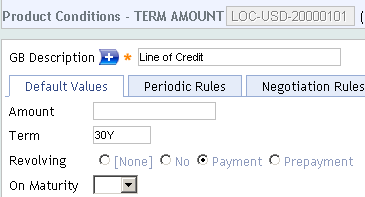 Product Conditions - TERM AMOUNT LOC-USD-20000101 (
GB Description Line of Credit
Default Values Periodic Rules Negotiation Rules
Amount
Term 30Y
Revolving [None] No Payment Prepayment
On Maturity